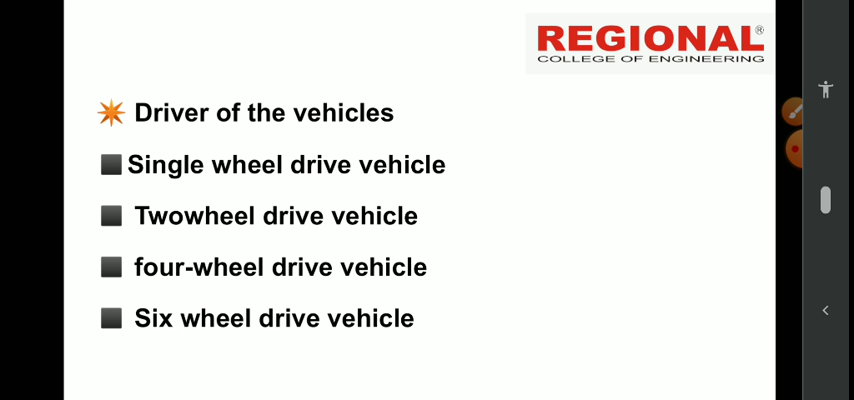 REGIONAL®
COLLEGE OF ENGINEERING
Driver of the vehicles
Single wheel drive vehicle
Twowheel drive vehicle
four-wheel drive vehicle
Six wheel drive vehicle